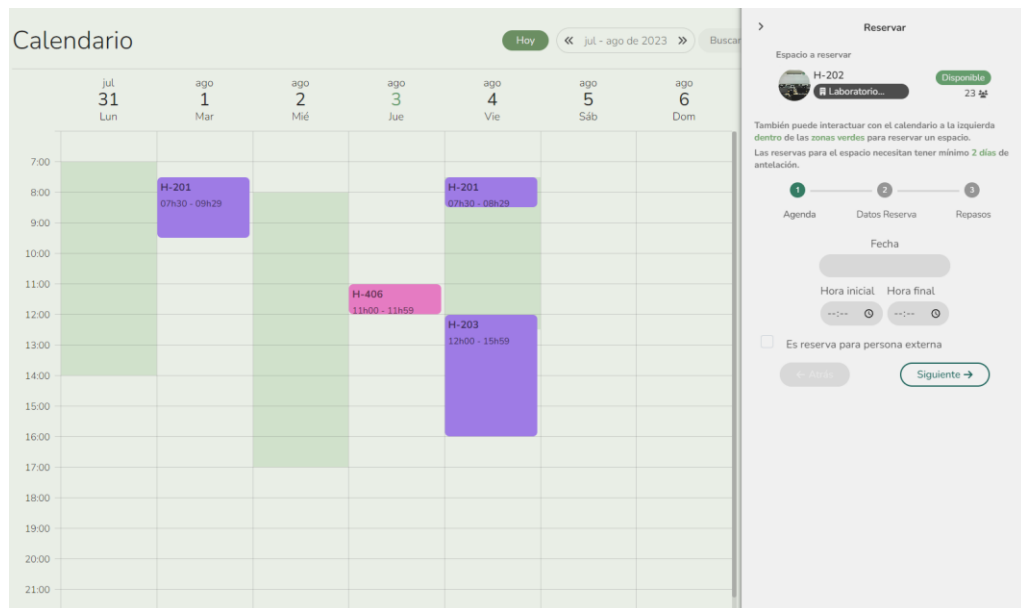 Calendario
Hoy
jul - ago de 2023
Buscar
jul
31
Lun
ago
1
Mar
ago
2
Mié
ago
3
Jue
ago
4
Vie
ago
5
Sáb
ago
6
Dom
7:00
8:00
9:00
10:00
11:00
12:00
13:00
14:00
15:00
16:00
17:00
18:00
19:00
20:00
21:00
H-201
07h30 - 09h29
H-406
11h00 - 11h59
H-201
07h30 - 08h29
H-203
12h00 - 15h59
Reservar
Espacio a reservar
H-202
Disponible
Laboratorio...
23
También puede interactuar con el calendario a la izquierda
dentro de las zonas verdes para reservar un espacio.
Las reservas para el espacio necesitan tener mínimo 2 días de
antelación.
1
2
3
Agenda
Datos Reserva
Repasos
Fecha
Hora inicial
Hora final
--:--
--:--
Es reserva para persona externa
← Atrás
Siguiente →